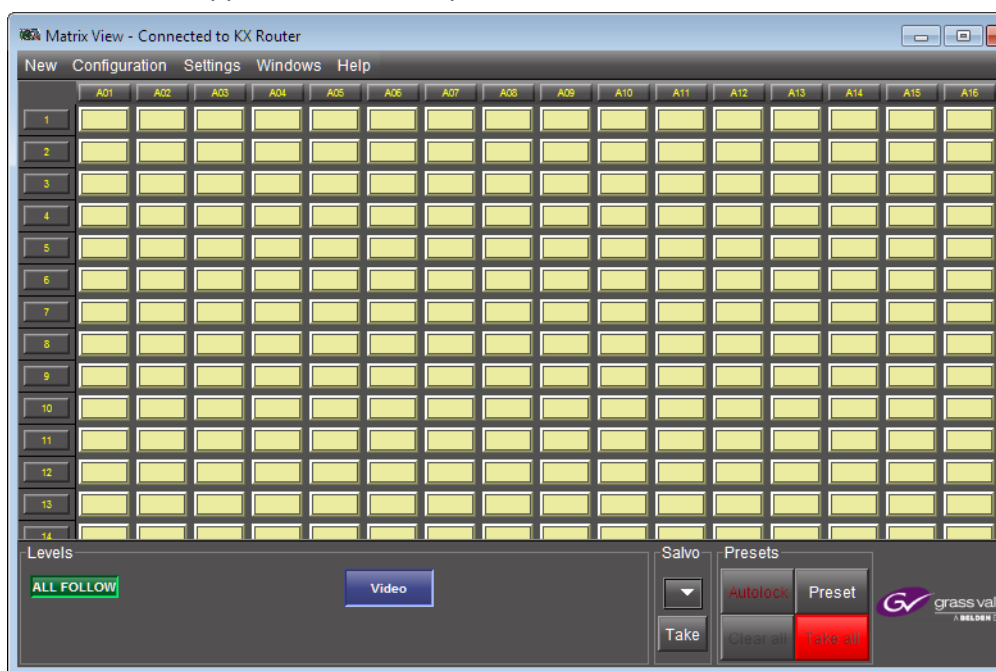 Matrix View - Connected to KX Router
New Configuration Settings Windows Help
A01 A02 A03 A04 A05 A06 A07 A08 A09 A10 A11 A12 A13 A14 A15 A16
1
2
3
4
5
6
7
8
9
10
11
12
13
14
Levels Salvo Presets
ALL FOLLOW Video Autolock Preset
grass val
A BELDEN
Take Clear all Take all